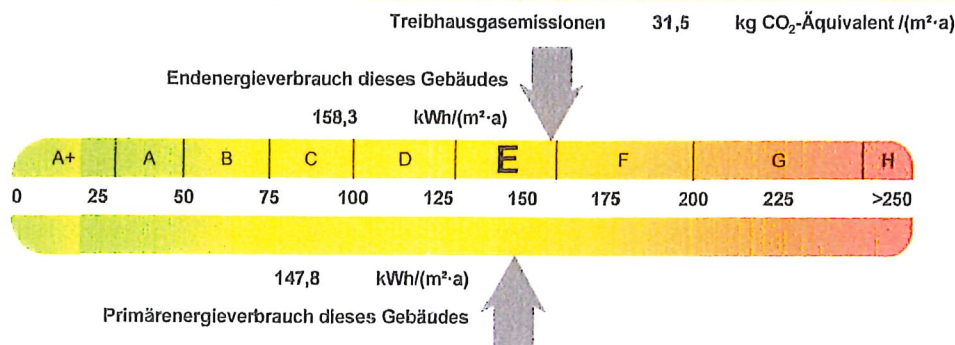 Treibhausgasemissionen 31,5 kg CO₂-Äquivalent /(m²·a)
Endenergieverbrauch dieses Gebäudes
158,3 kWh/(m²·a)
A+ A B C D E F G H
0 25 50 75 100 125 150 175 200 225 >250
147,8 kWh/(m²·a)
Primärenergieverbrauch dieses Gebäudes